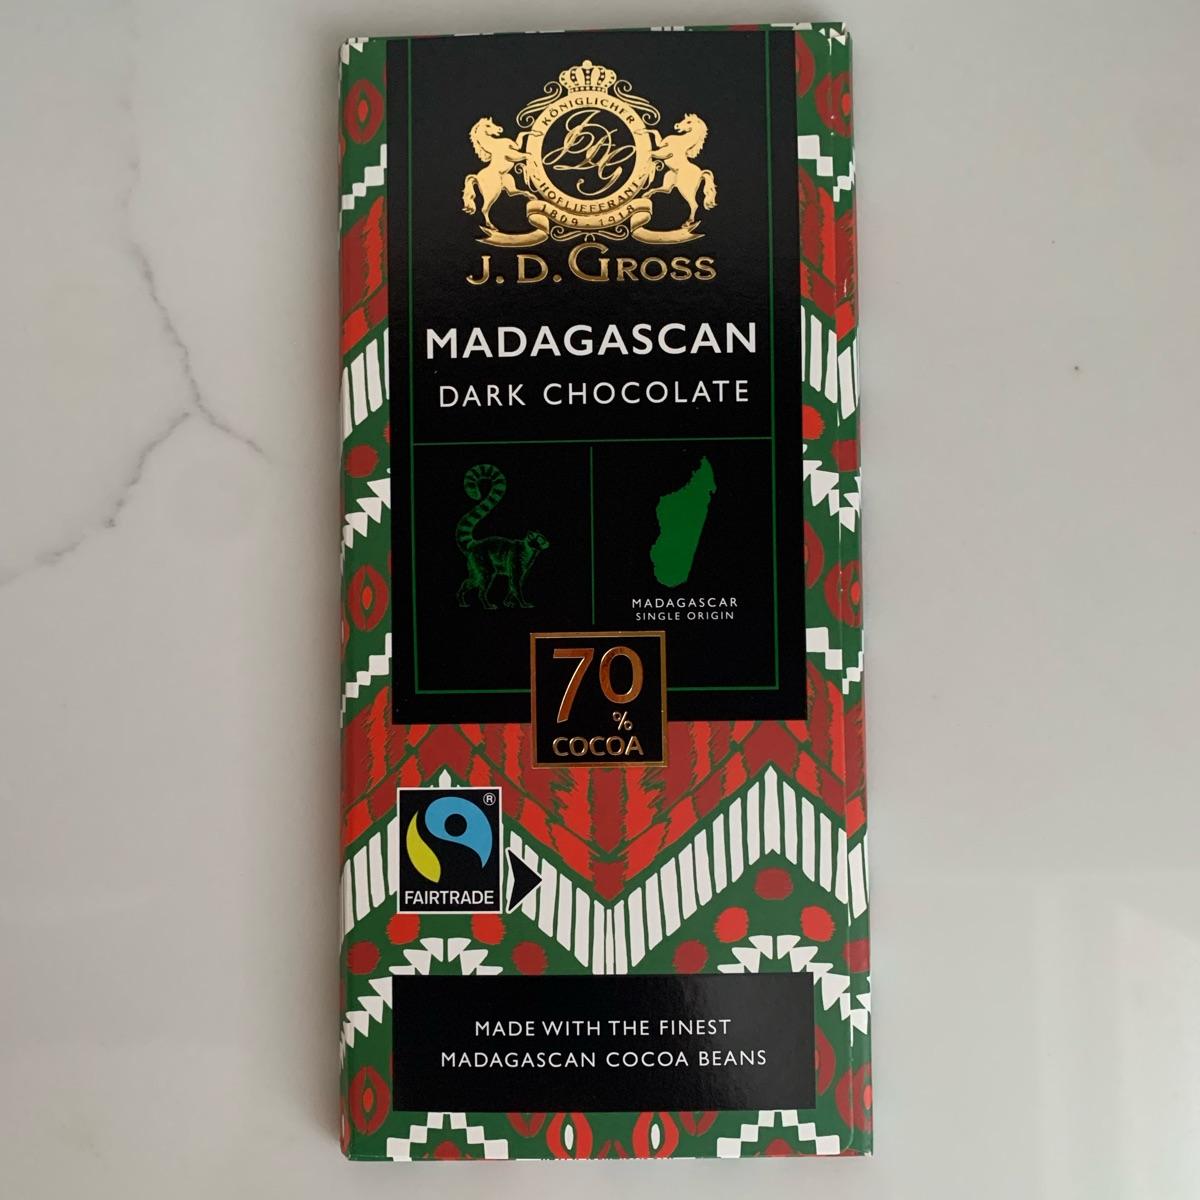 KÖNIGLICHER
JDG
HOFLIEFERANT
1809 - 1918
J. D. GROSS
MADAGASCAN
DARK CHOCOLATE
MADAGASCAR
SINGLE ORIGIN
70
%
COCOA
®
FAIRTRADE
MADE WITH THE FINEST
MADAGASCAN COCOA BEANS